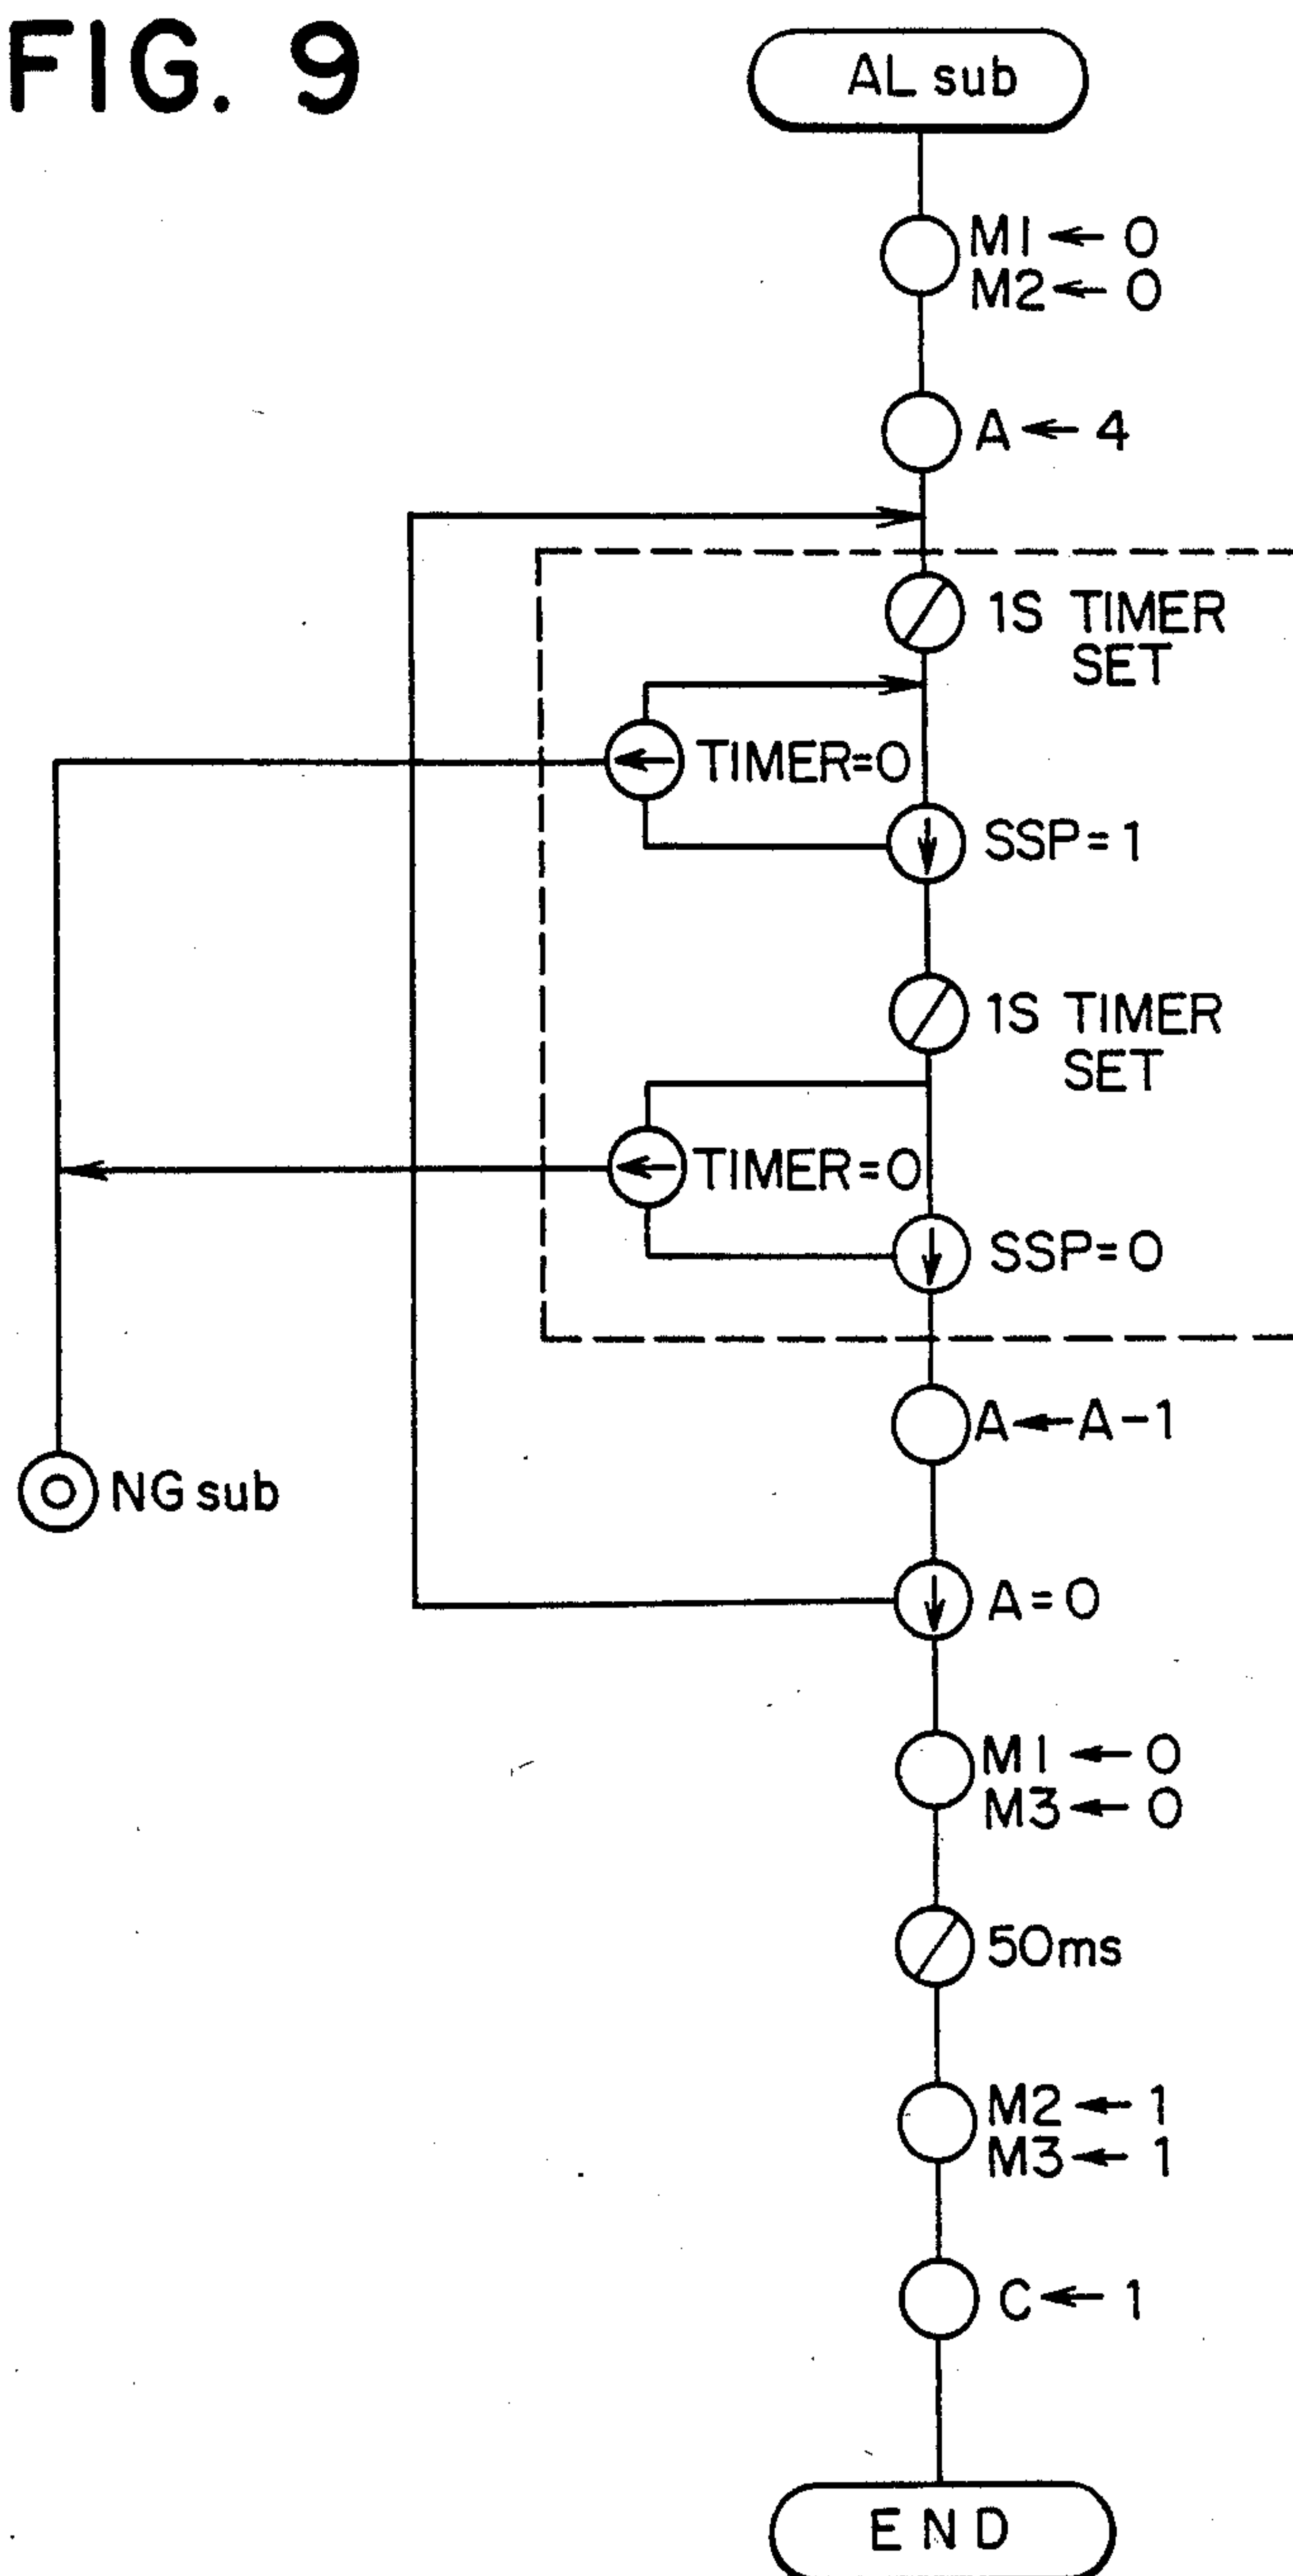 FIG. 9
AL sub
M1 ← 0
M2 ← 0
A ← 4
1S TIMER
SET
TIMER=0
SSP=1
1S TIMER
SET
TIMER=0
SSP=0
A←A-1
NG sub
A=0
M1 ← 0
M3 ← 0
50ms
M2 ← 1
M3 ← 1
C ← 1
END